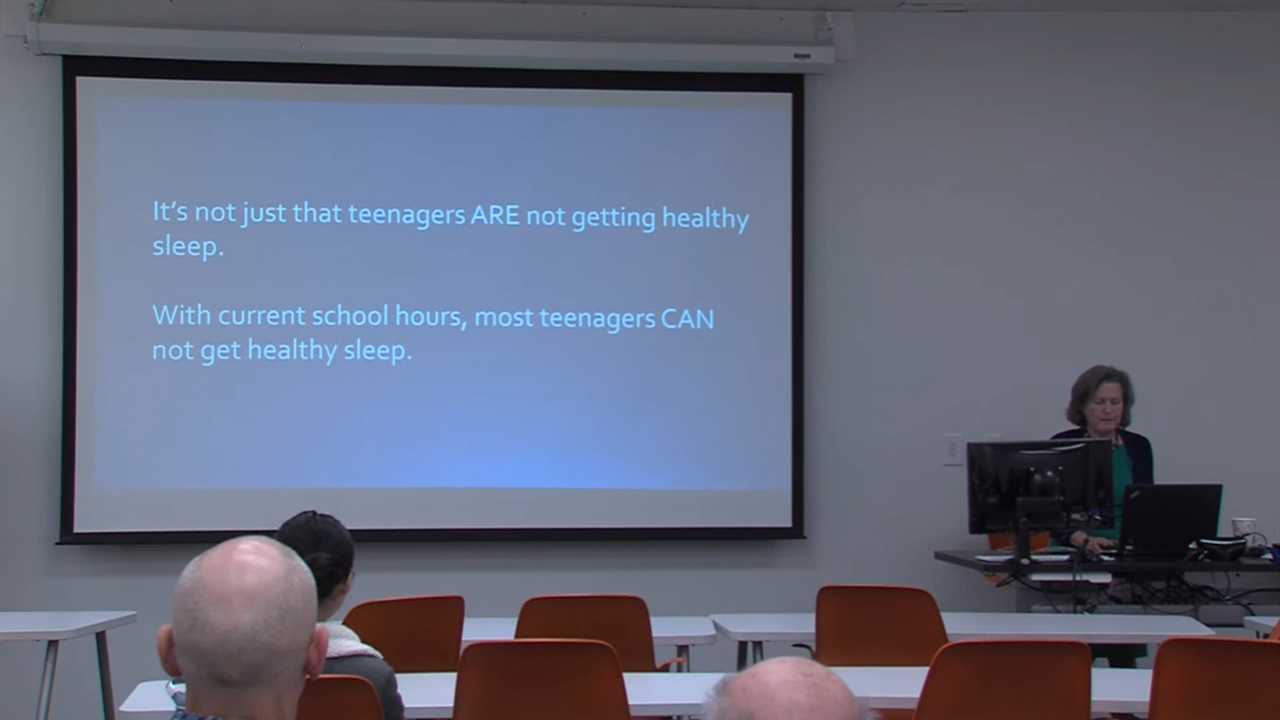 It's not just that teenagers ARE not getting healthy
sleep.
With current school hours, most teenagers CAN
not get healthy sleep.